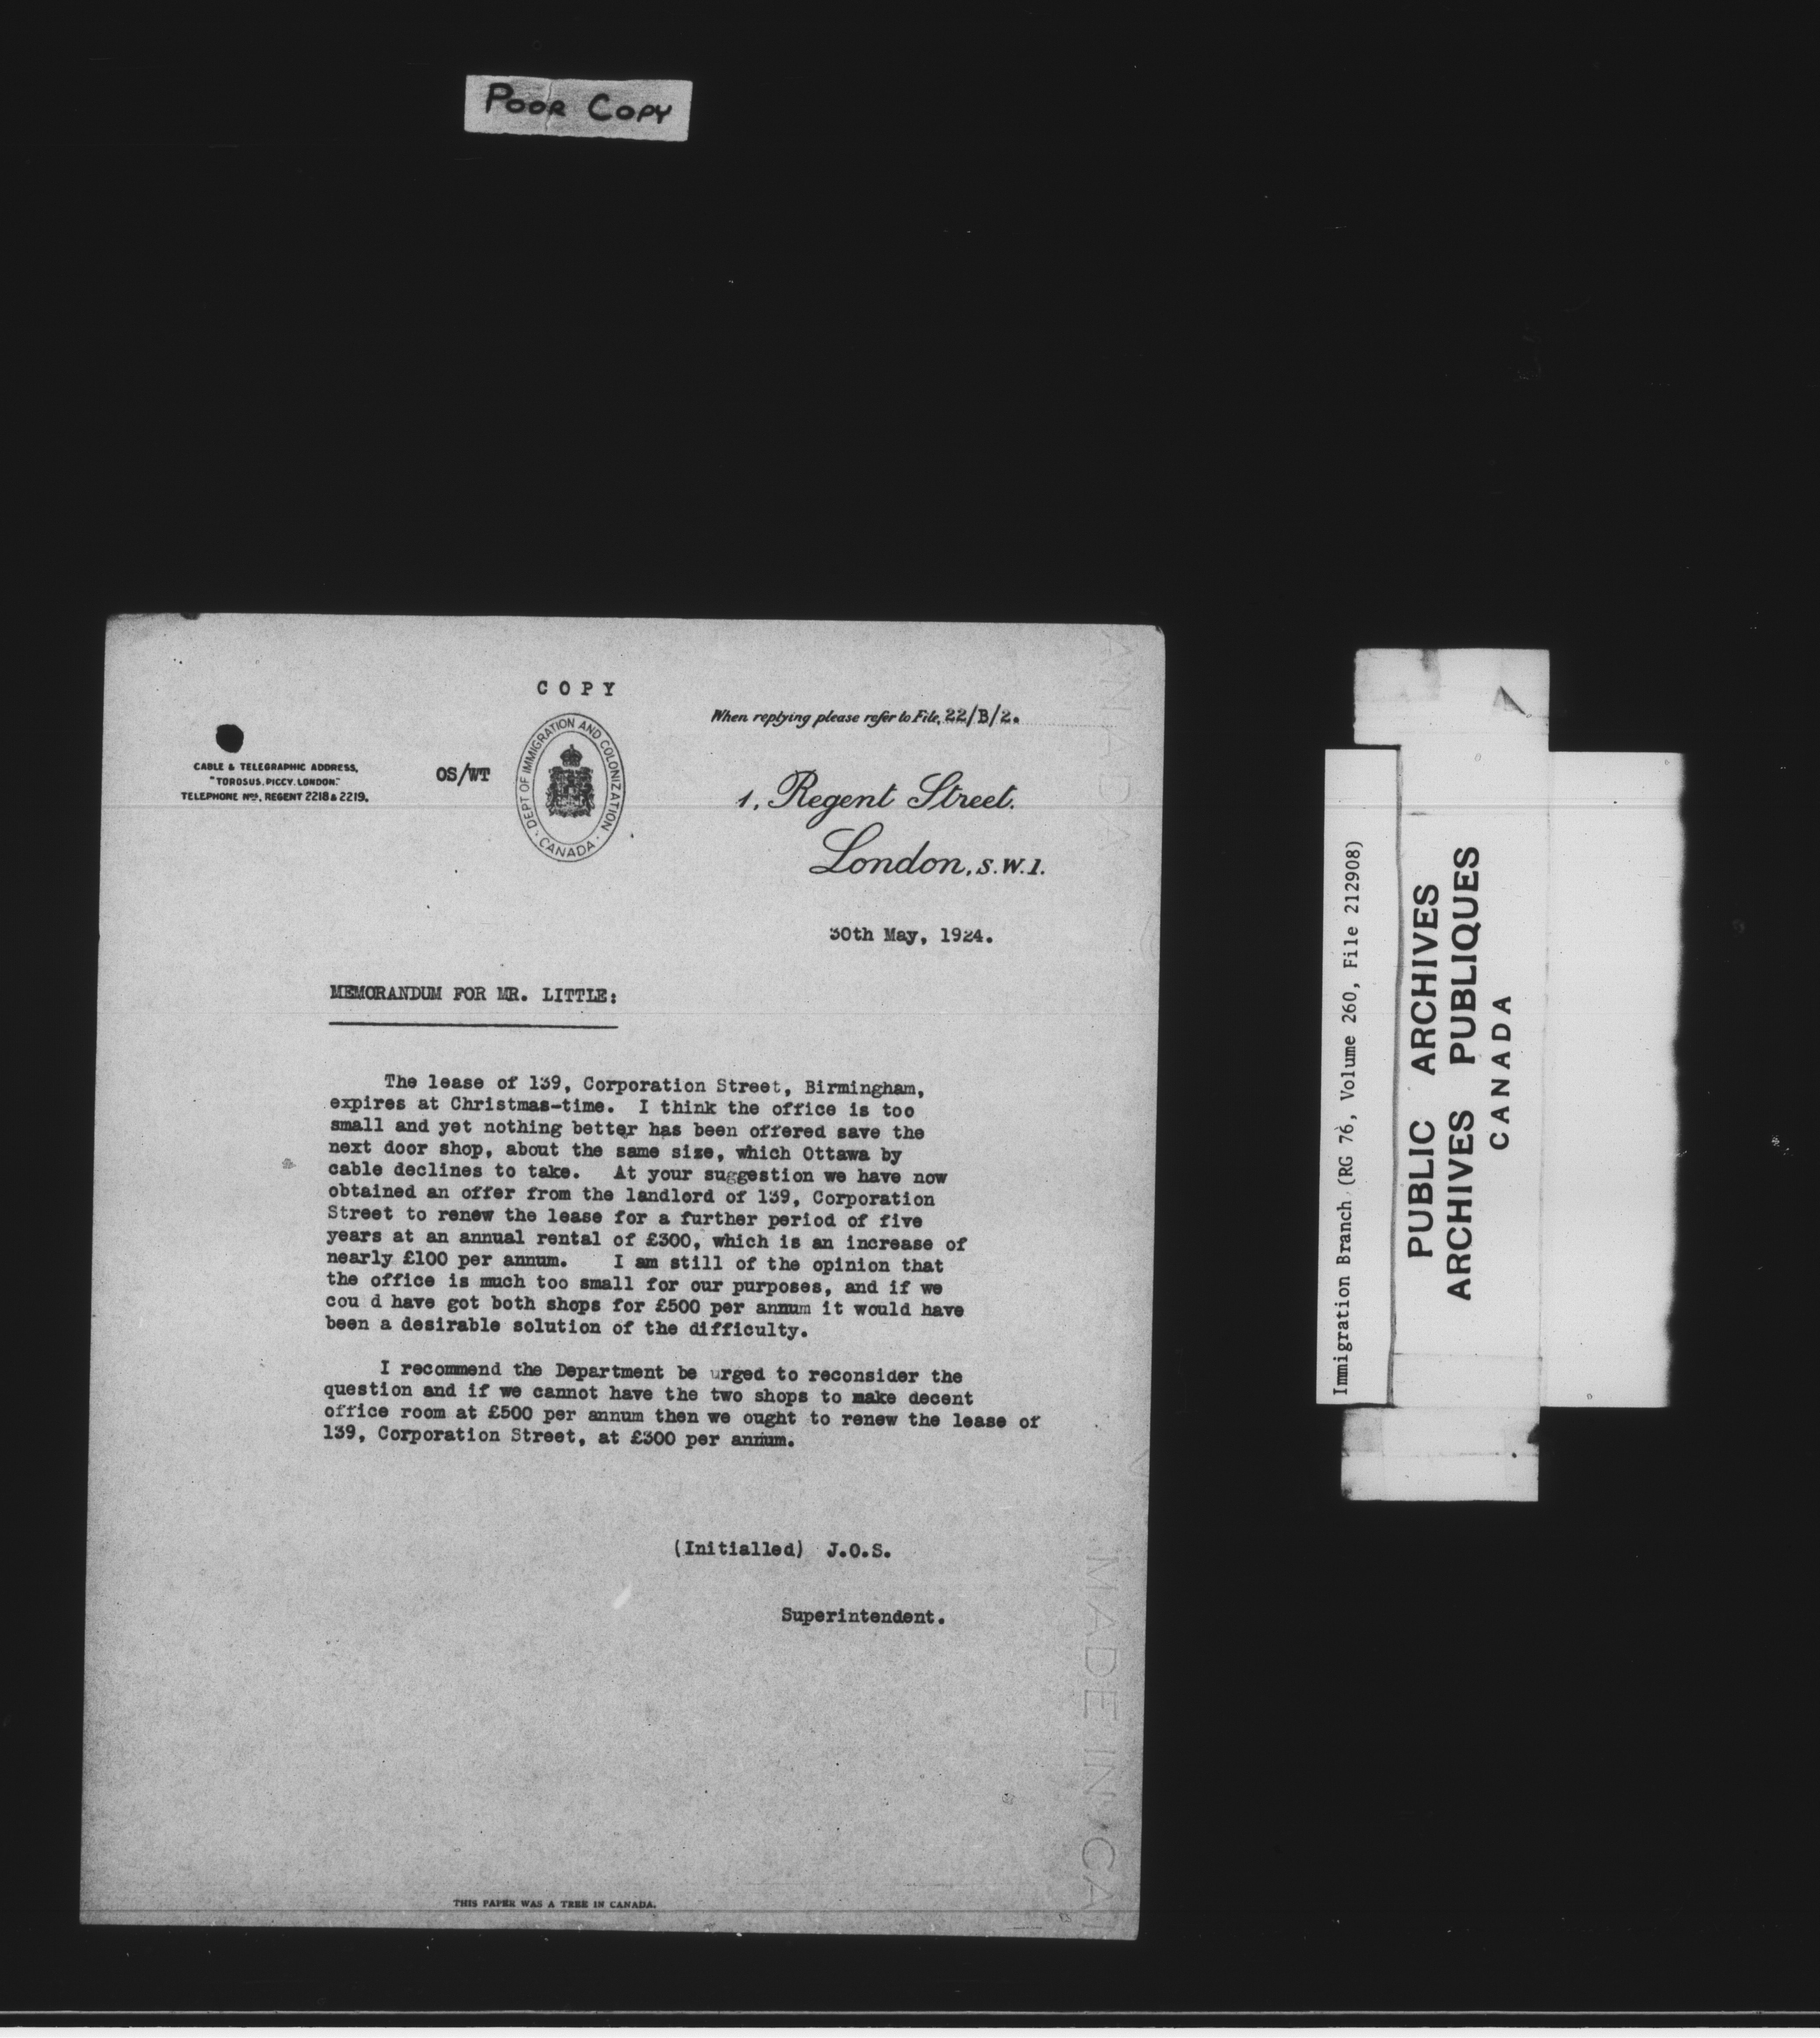 POOR COPY
COPY
When replying please refer to File, 22/B/2.
CABLE & TELEGRAPHIC ADDRESS,
"TOROSUS, PICCY. LONDON."
TELEPHONE Nos. REGENT 2218 & 2219.
OS/WT
DEPT OF IMMIGRATION AND COLONIZATION
CANADA
1, Regent Street.
London, S.W.1.
30th May, 1924.
MEMORANDUM FOR MR. LITTLE:
The lease of 139, Corporation Street, Birmingham,
expires at Christmas-time. I think the office is too
small and yet nothing better has been offered save the
next door shop, about the same size, which Ottawa by
cable declines to take. At your suggestion we have now
obtained an offer from the landlord of 139, Corporation
Street to renew the lease for a further period of five
years at an annual rental of £300, which is an increase of
nearly £100 per annum. I am still of the opinion that
the office is much too small for our purposes, and if we
cou d have got both shops for £500 per annum it would have
been a desirable solution of the difficulty.
I recommend the Department be urged to reconsider the
question and if we cannot have the two shops to make decent
office room at £500 per annum then we ought to renew the lease of
139, Corporation Street, at £300 per annum.
(Initialled) J.O.S.
Superintendent.
THIS PAPER WAS A TREE IN CANADA.
ANADA
MADE IN CA
Immigration Branch (RG 76, Volume 260, File 212908)
PUBLIC ARCHIVES
ARCHIVES PUBLIQUES
CANADA